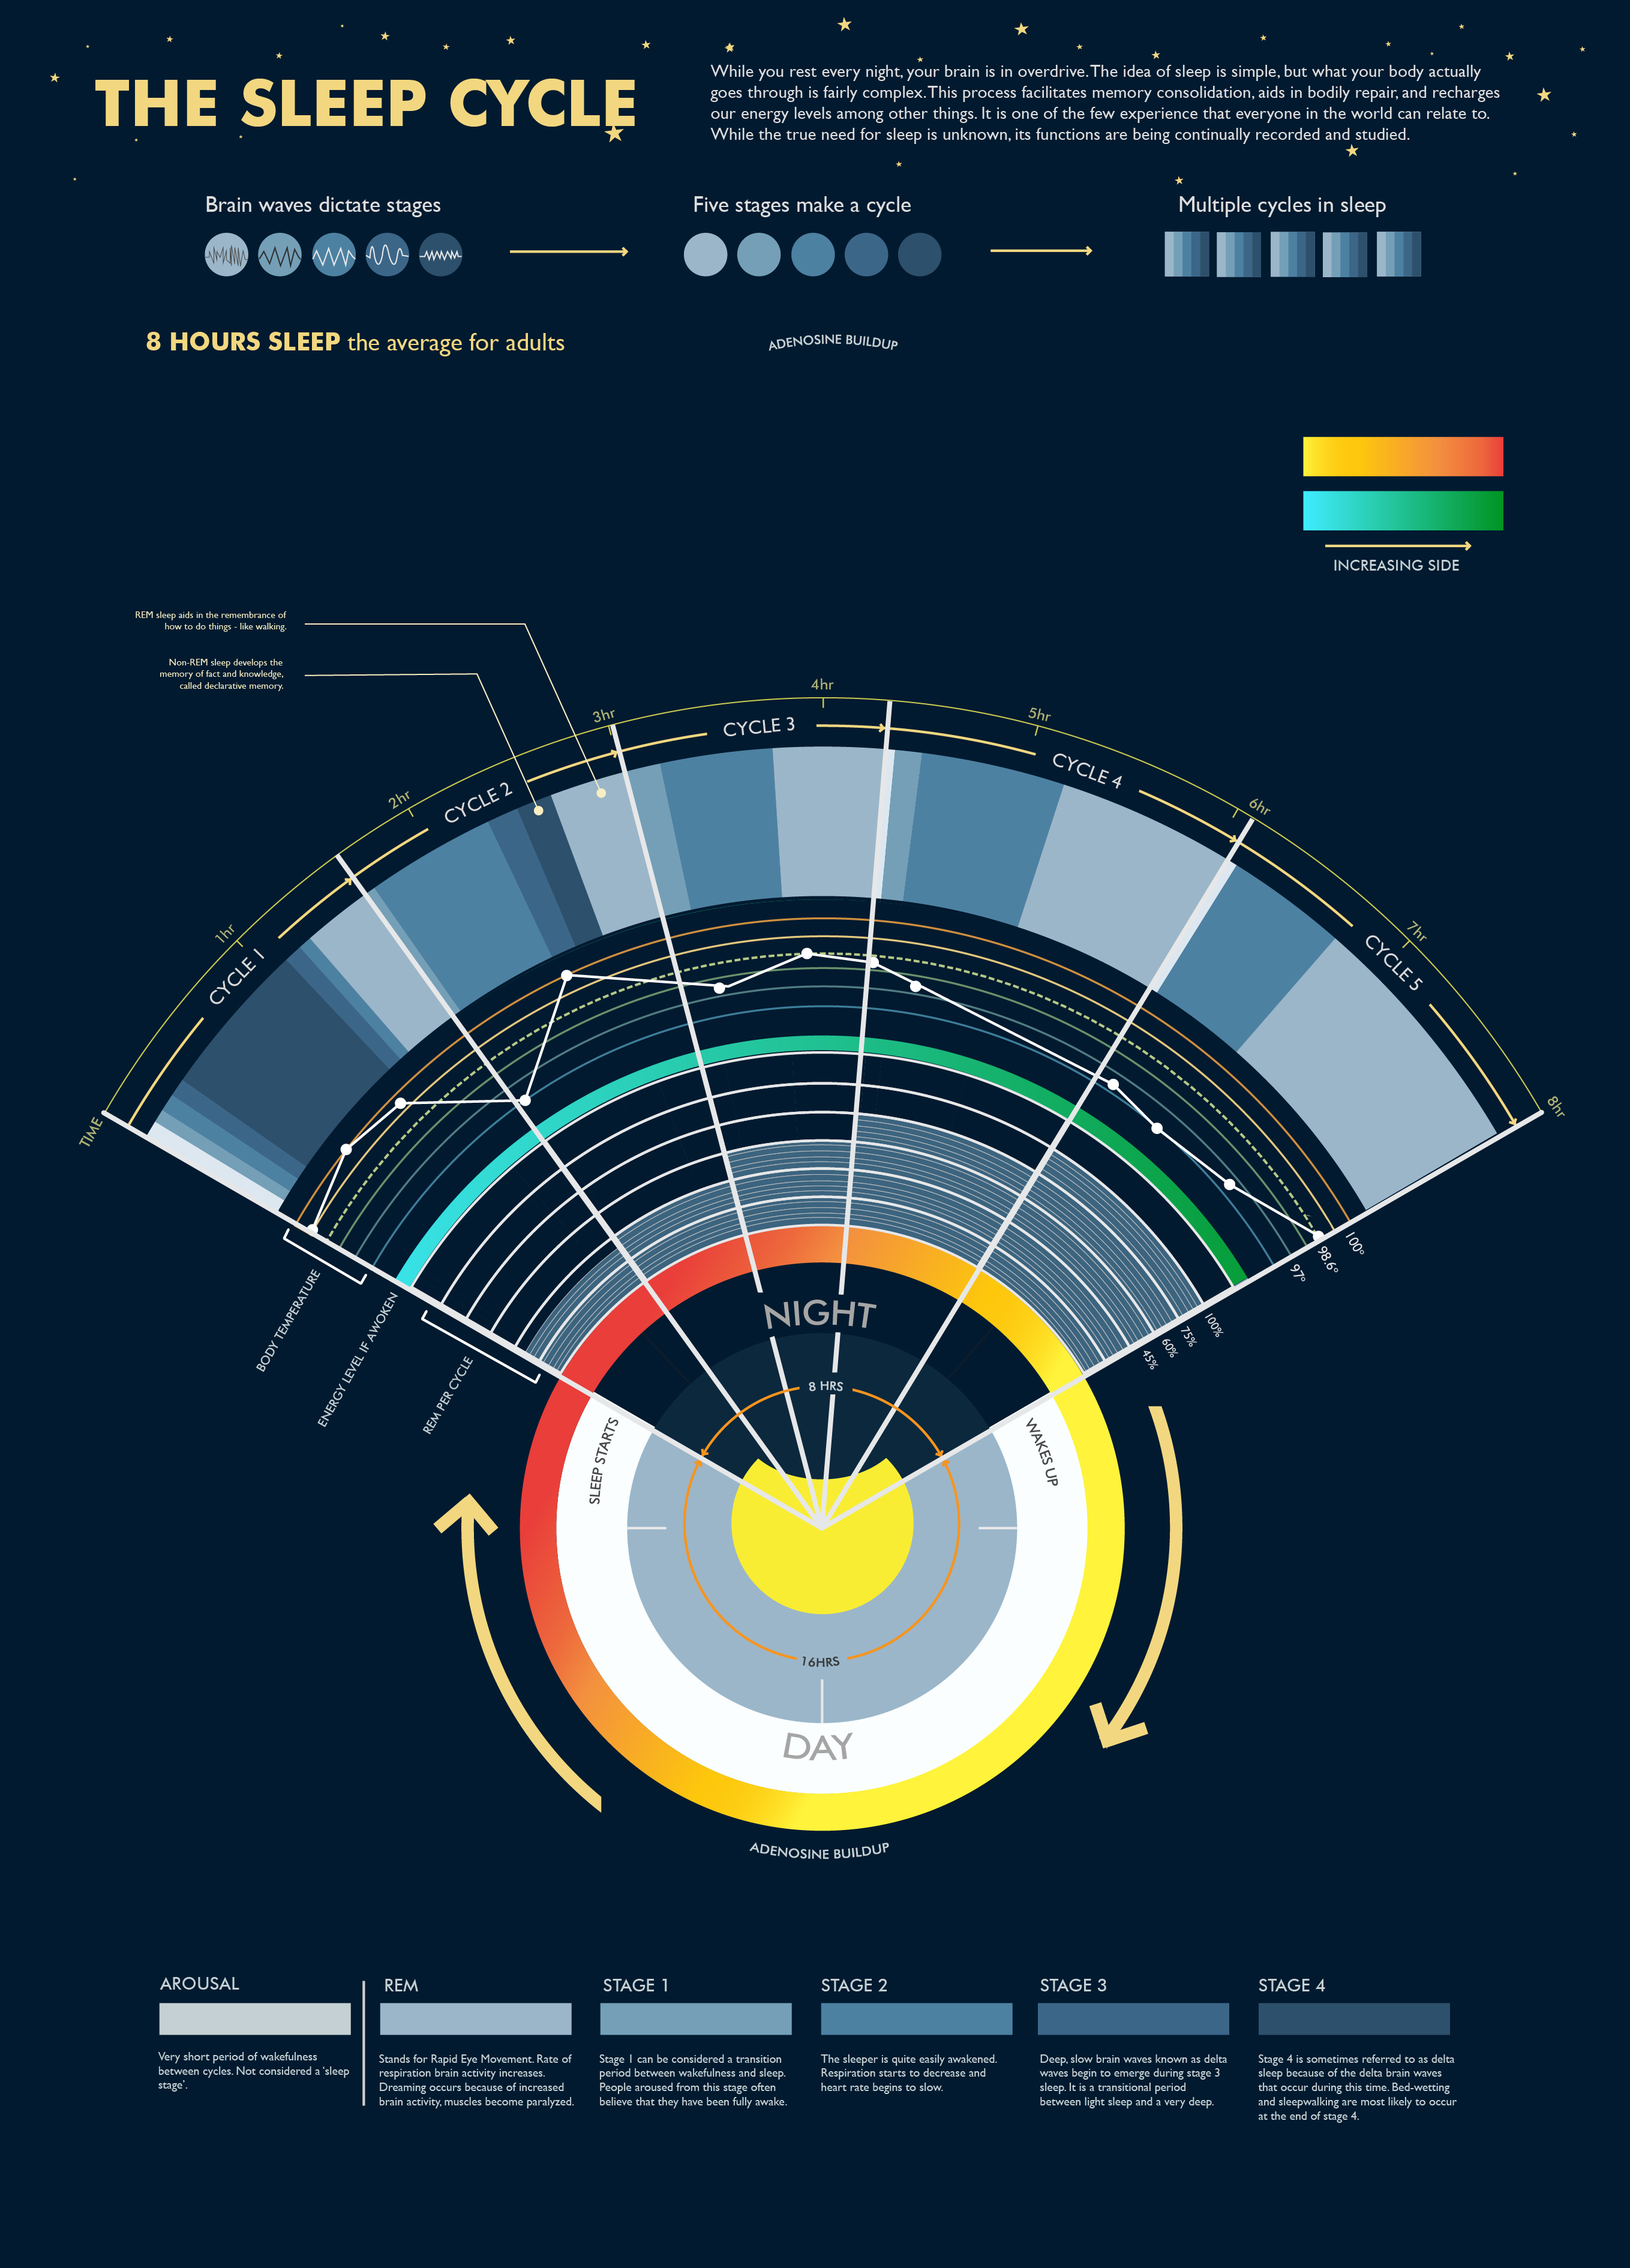 THE SLEEP CYCLE
While you rest every night, your brain is in overdrive. The idea of sleep is simple, but what your body actually
goes through is fairly complex. This process facilitates memory consolidation, aids in bodily repair, and recharges
our energy levels among other things. It is one of the few experience that everyone in the world can relate to.
While the true need for sleep is unknown, its functions are being continually recorded and studied.
Brain waves dictate stages
Five stages make a cycle
Multiple cycles in sleep
8 HOURS SLEEP the average for adults
ADENOSINE BUILDUP
INCREASING SIDE
REM sleep aids in the remembrance of
how to do things - like walking.
Non-REM sleep develops the
memory of fact and knowledge,
called declarative memory.
TIME
1hr
2hr
3hr
4hr
5hr
6hr
7hr
8hr
CYCLE 1
CYCLE 2
CYCLE 3
CYCLE 4
CYCLE 5
BODY TEMPERATURE
ENERGY LEVEL IF AWOKEN
REM PER CYCLE
100°
98.6°
97°
100%
75%
60%
45%
NIGHT
8 HRS
SLEEP STARTS
WAKES UP
16HRS
DAY
ADENOSINE BUILDUP
AROUSAL
Very short period of wakefulness
between cycles. Not considered a 'sleep
stage'.
REM
Stands for Rapid Eye Movement. Rate of
respiration brain activity increases.
Dreaming occurs because of increased
brain activity, muscles become paralyzed.
STAGE 1
Stage 1 can be considered a transition
period between wakefulness and sleep.
People aroused from this stage often
believe that they have been fully awake.
STAGE 2
The sleeper is quite easily awakened.
Respiration starts to decrease and
heart rate begins to slow.
STAGE 3
Deep, slow brain waves known as delta
waves begin to emerge during stage 3
sleep. It is a transitional period
between light sleep and a very deep.
STAGE 4
Stage 4 is sometimes referred to as delta
sleep because of the delta brain waves
that occur during this time. Bed-wetting
and sleepwalking are most likely to occur
at the end of stage 4.